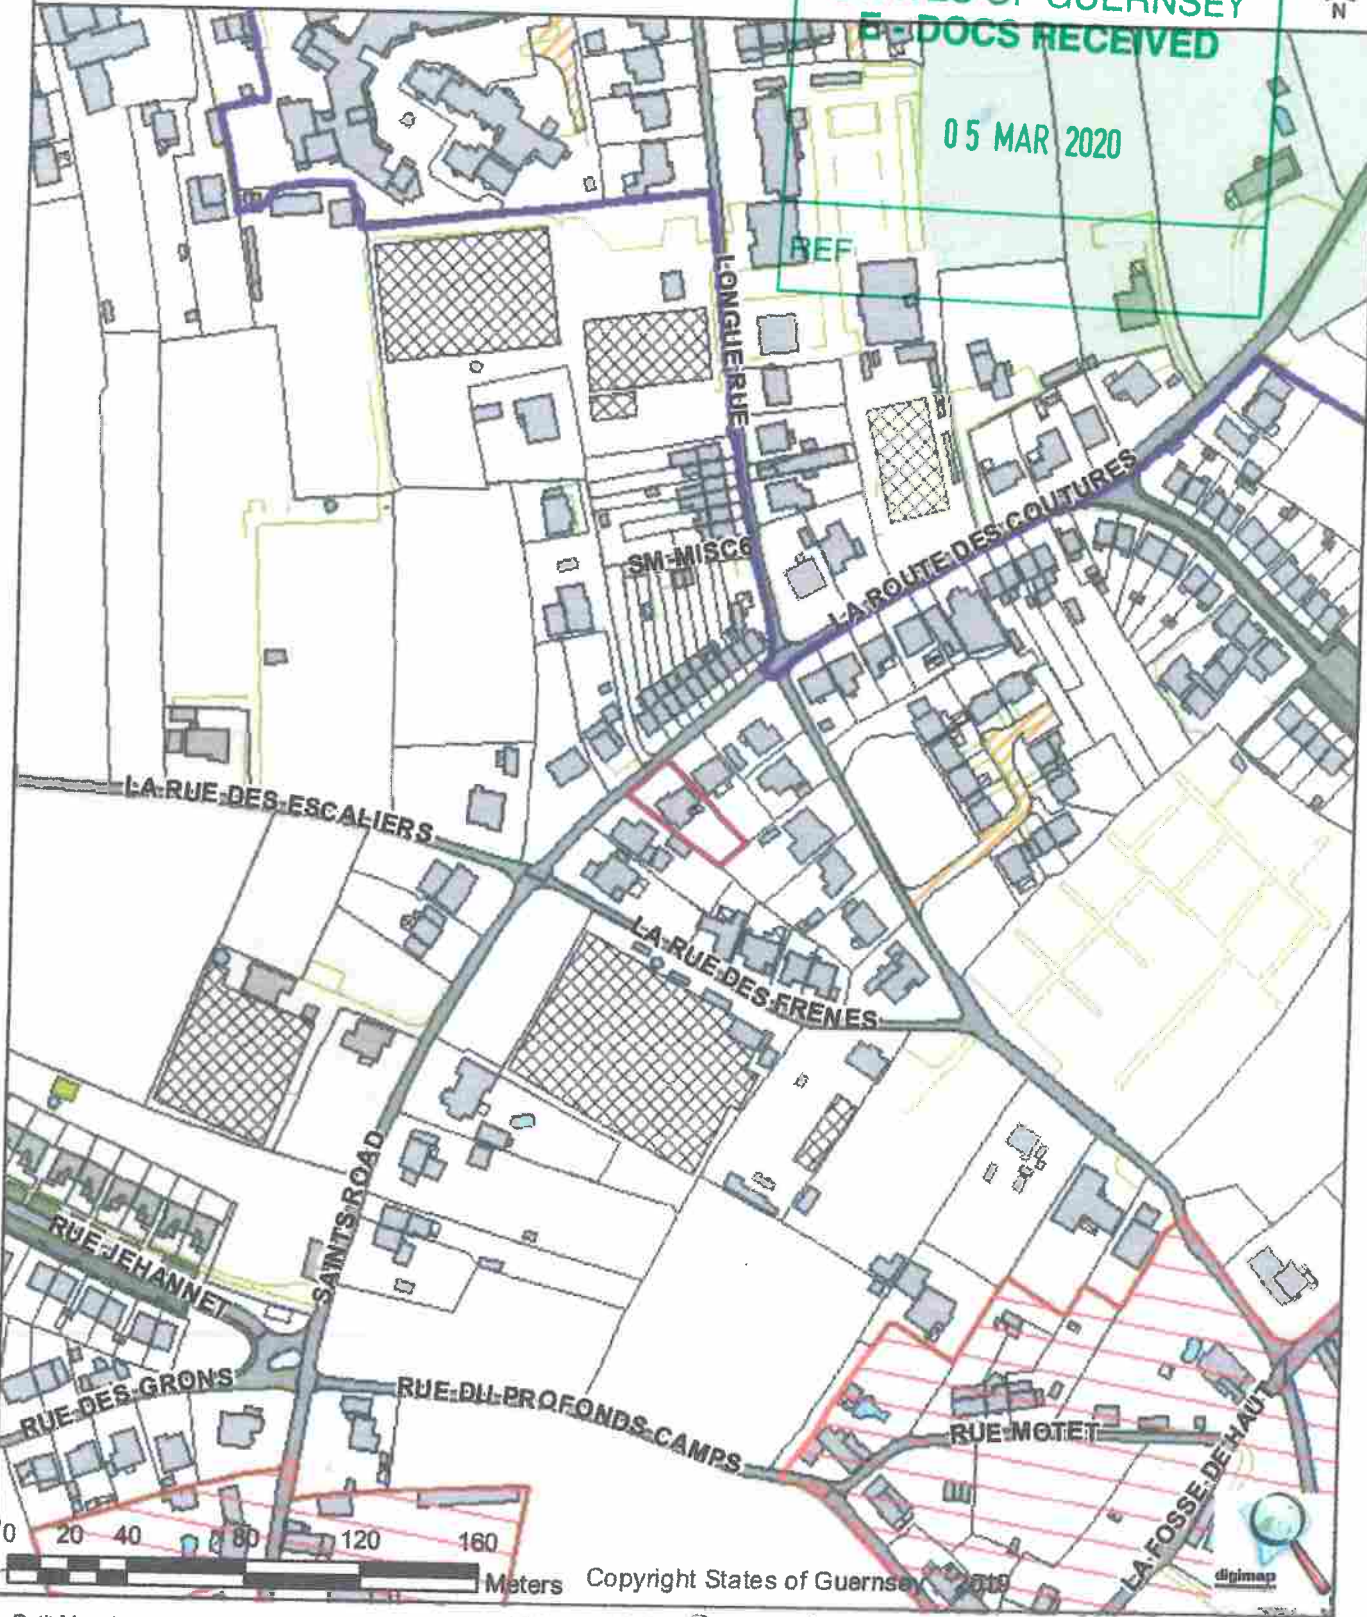 OF GUERNSEY
N
E-DOCS RECEIVED
05 MAR 2020
REF
LONGUE RUE
LA ROUTE DES COUTURES
SM-MISC6
LA RUE DES ESCALIERS
LA RUE DES FRENES
SAINTS ROAD
RUE JEHANNET
RUE DES GRONS
RUE DU PROFONDS CAMPS
RUE MOTET
LA FOSSE DE HAUT
0 20 40 80 120 160
Meters
Copyright States of Guernsey
digimap